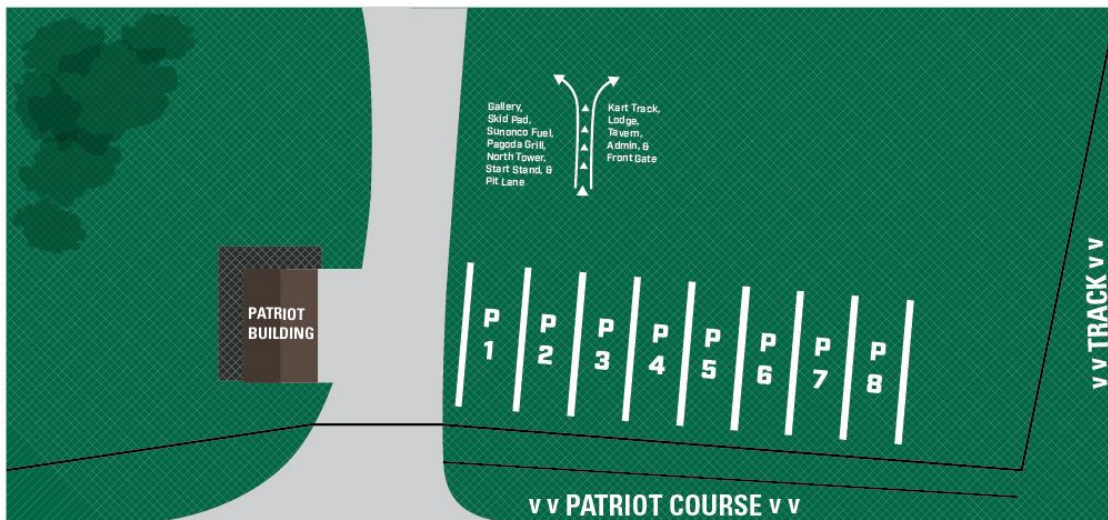 Gallery,
Skid Pad,
Sunonco Fuel,
Pagoda Grill,
North Tower,
Start Stand, &
Pit Lane
Kart Track,
Lodge,
Tavern,
Admin, &
Front Gate
PATRIOT
BUILDING
P
1
P
2
P
3
P
4
P
5
P
6
P
7
P
8
v v TRACK v v
v v PATRIOT COURSE v v